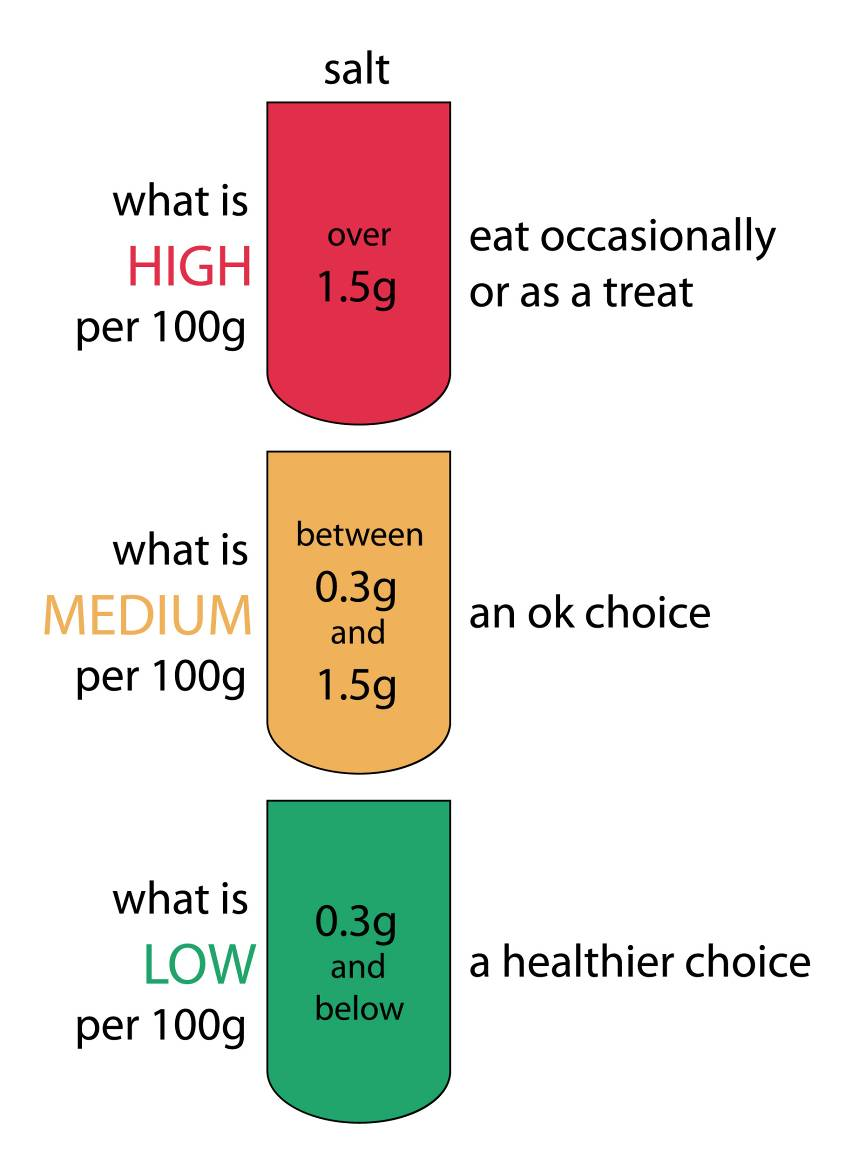 salt
what is
HIGH
per 100g
over
1.5g
eat occasionally
or as a treat
what is
MEDIUM
per 100g
between
0.3g
and
1.5g
an ok choice
what is
LOW
per 100g
0.3g
and
below
a healthier choice